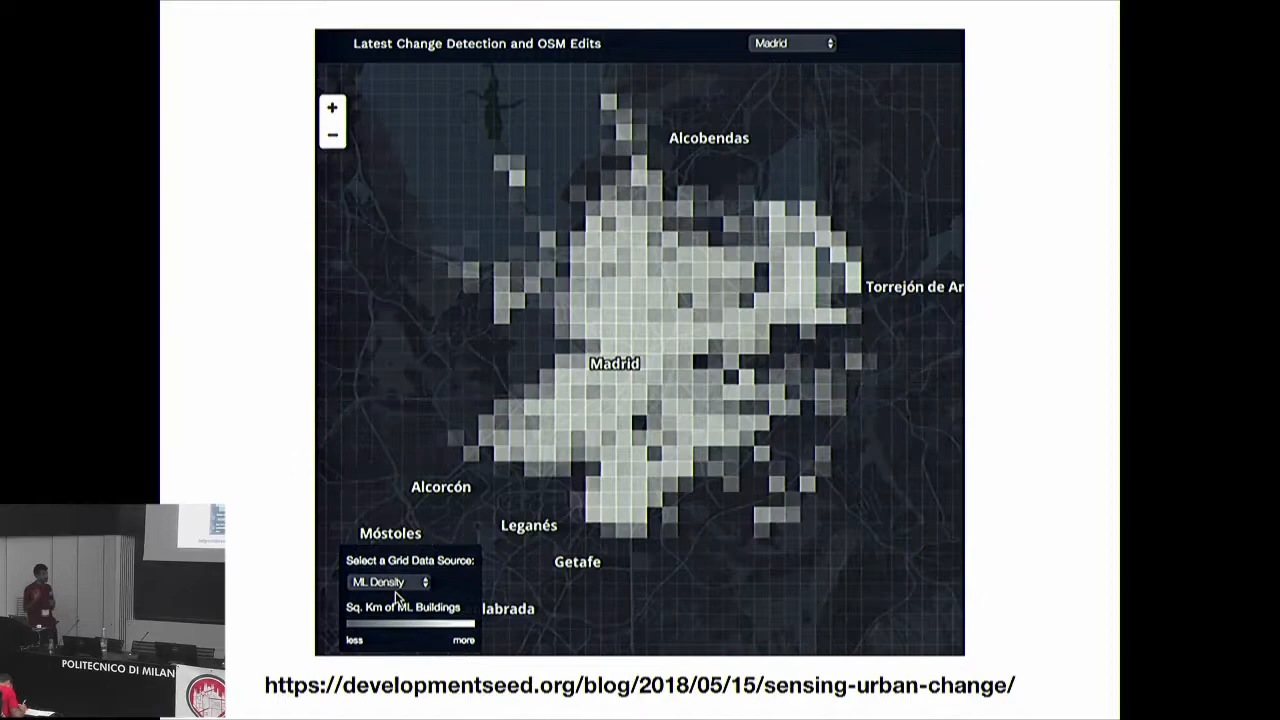 Latest Change Detection and OSM Edits
Madrid
+
−
Alcobendas
Torrejón de Ar
Madrid
Alcorcón
Leganés
Móstoles
Getafe
Select a Grid Data Source:
ML Density
Sq. Km of ML Buildings
labrada
less more
POLITECNICO DI MILAN
https://developmentseed.org/blog/2018/05/15/sensing-urban-change/